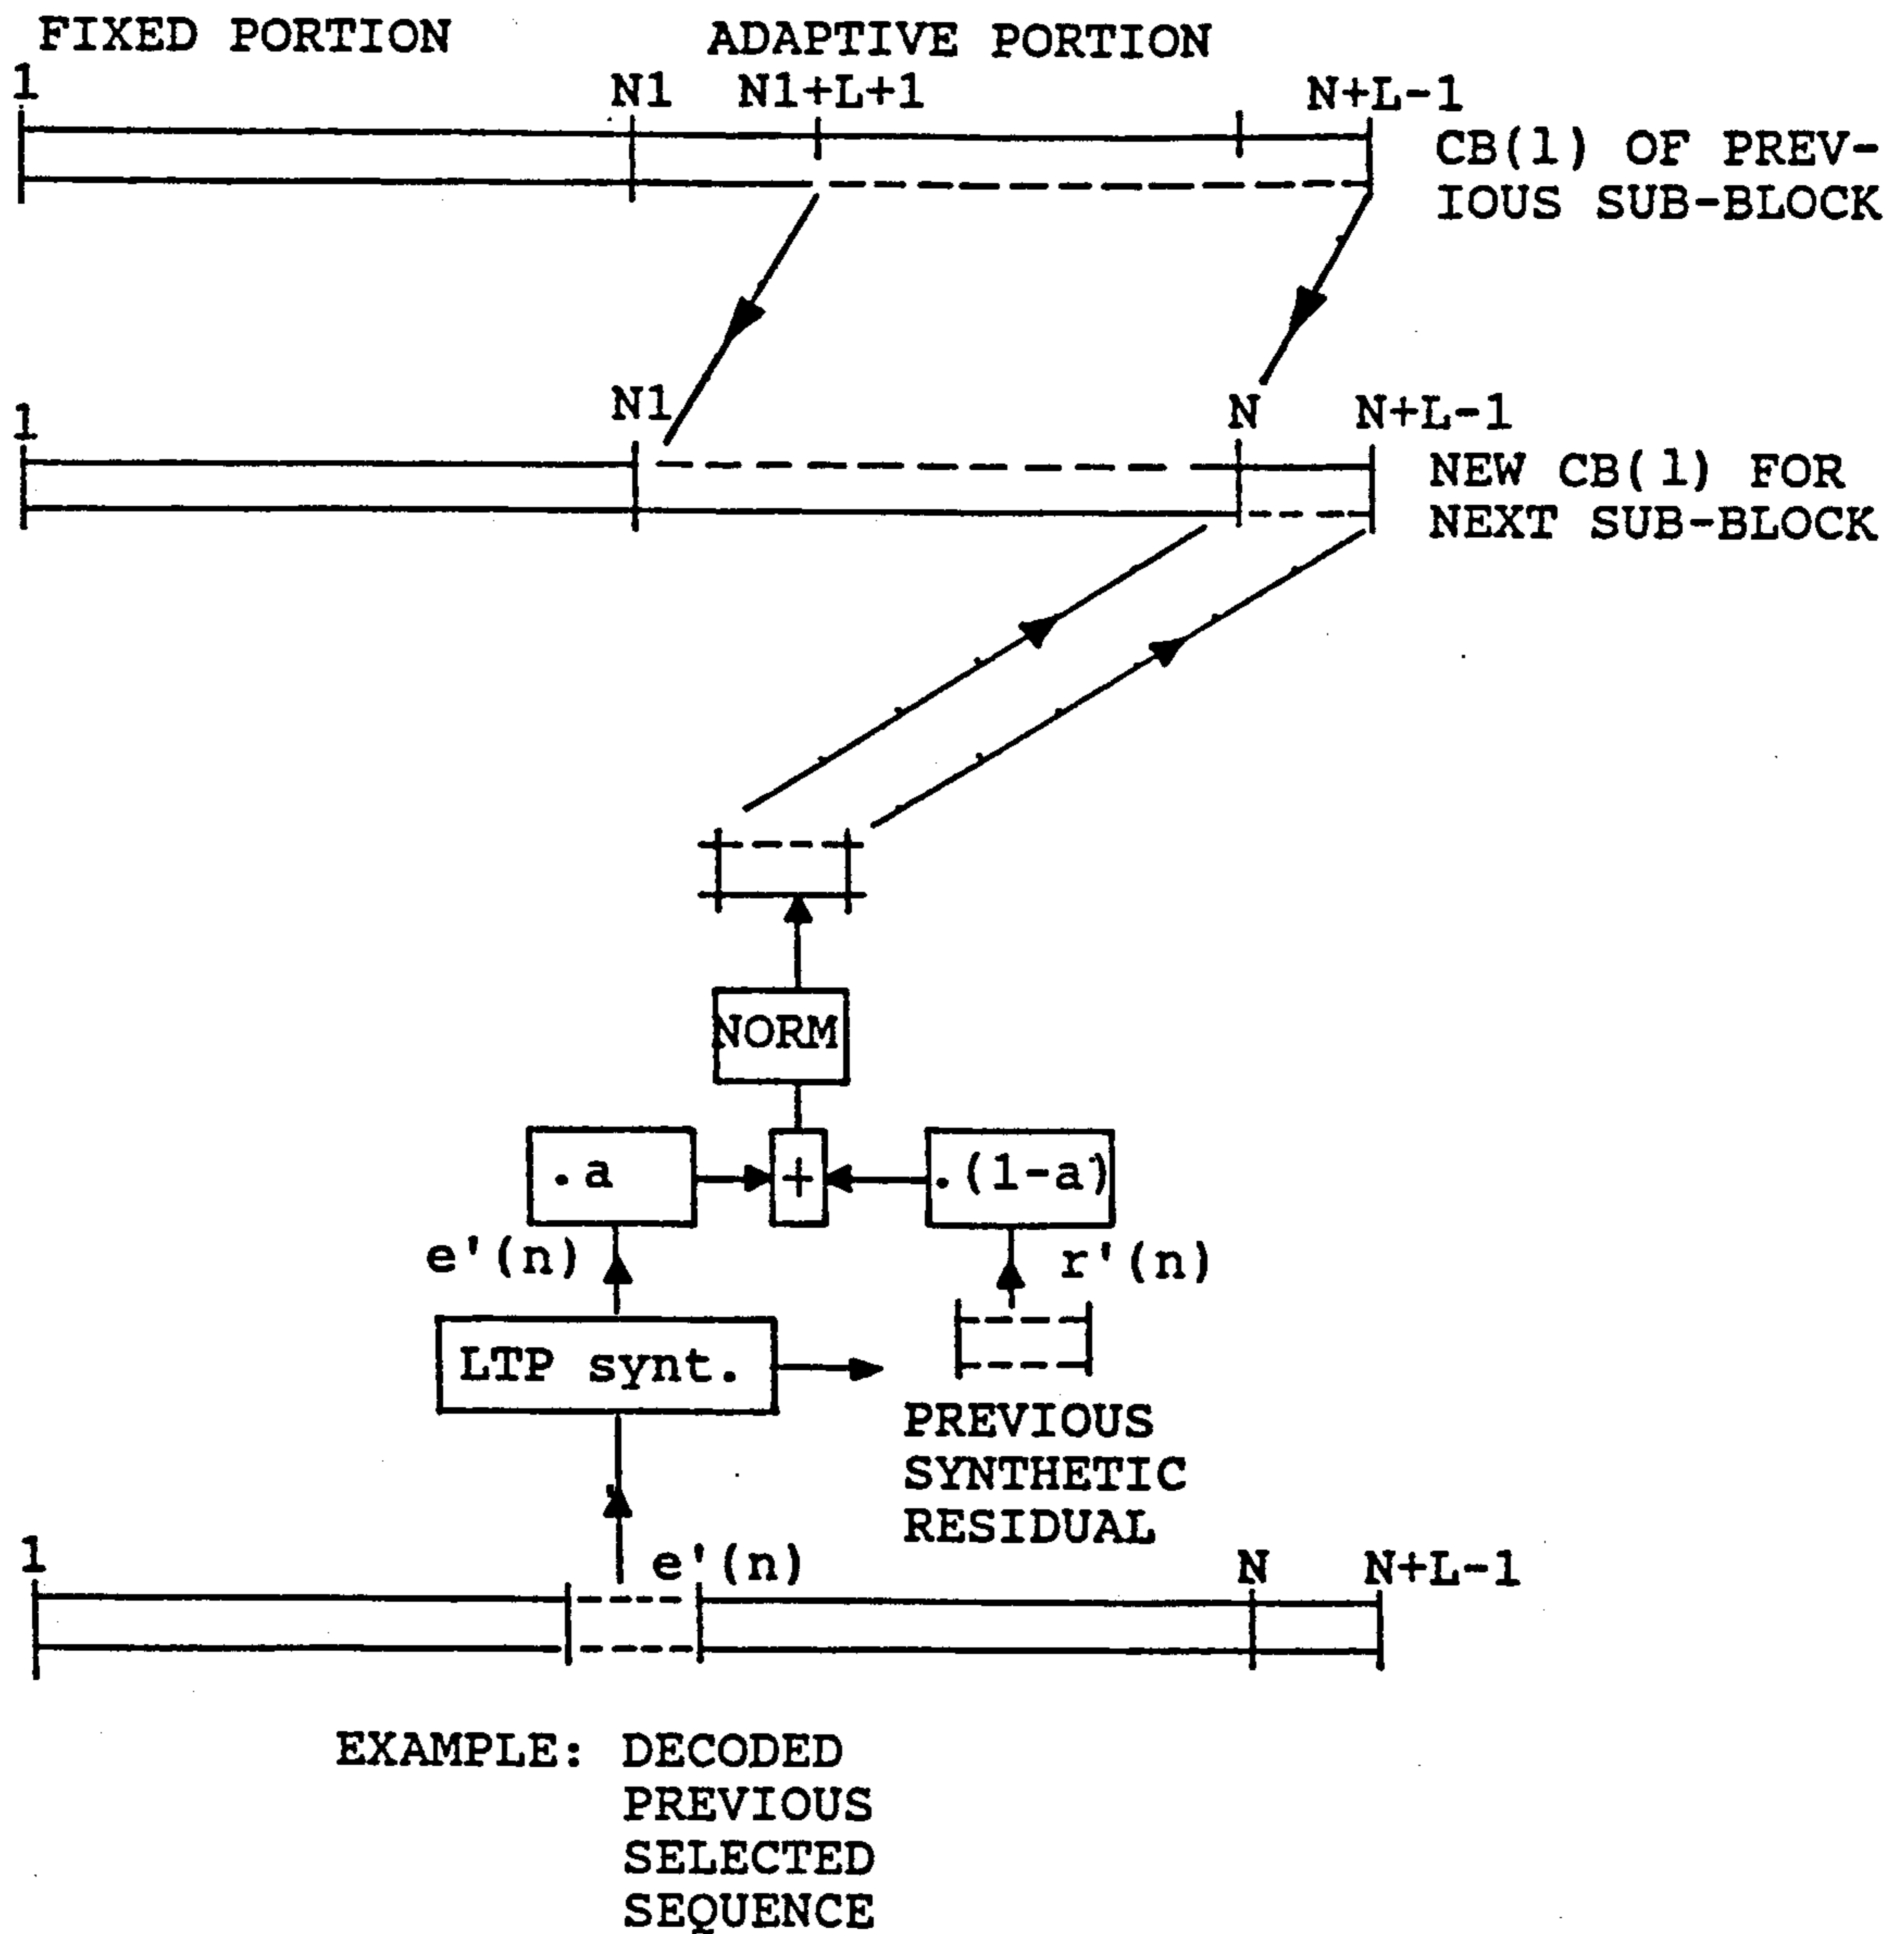 FIXED PORTION
ADAPTIVE PORTION
1
N1
N1+L+1
N+L-1
CB(1) OF PREV-
IOUS SUB-BLOCK
1
N1
N
N+L-1
NEW CB(1) FOR
NEXT SUB-BLOCK
NORM
.a
+
.(1-a)
e'(n)
r'(n)
LTP synt.
PREVIOUS
SYNTHETIC
RESIDUAL
1
e'(n)
N
N+L-1
EXAMPLE: DECODED
PREVIOUS
SELECTED
SEQUENCE